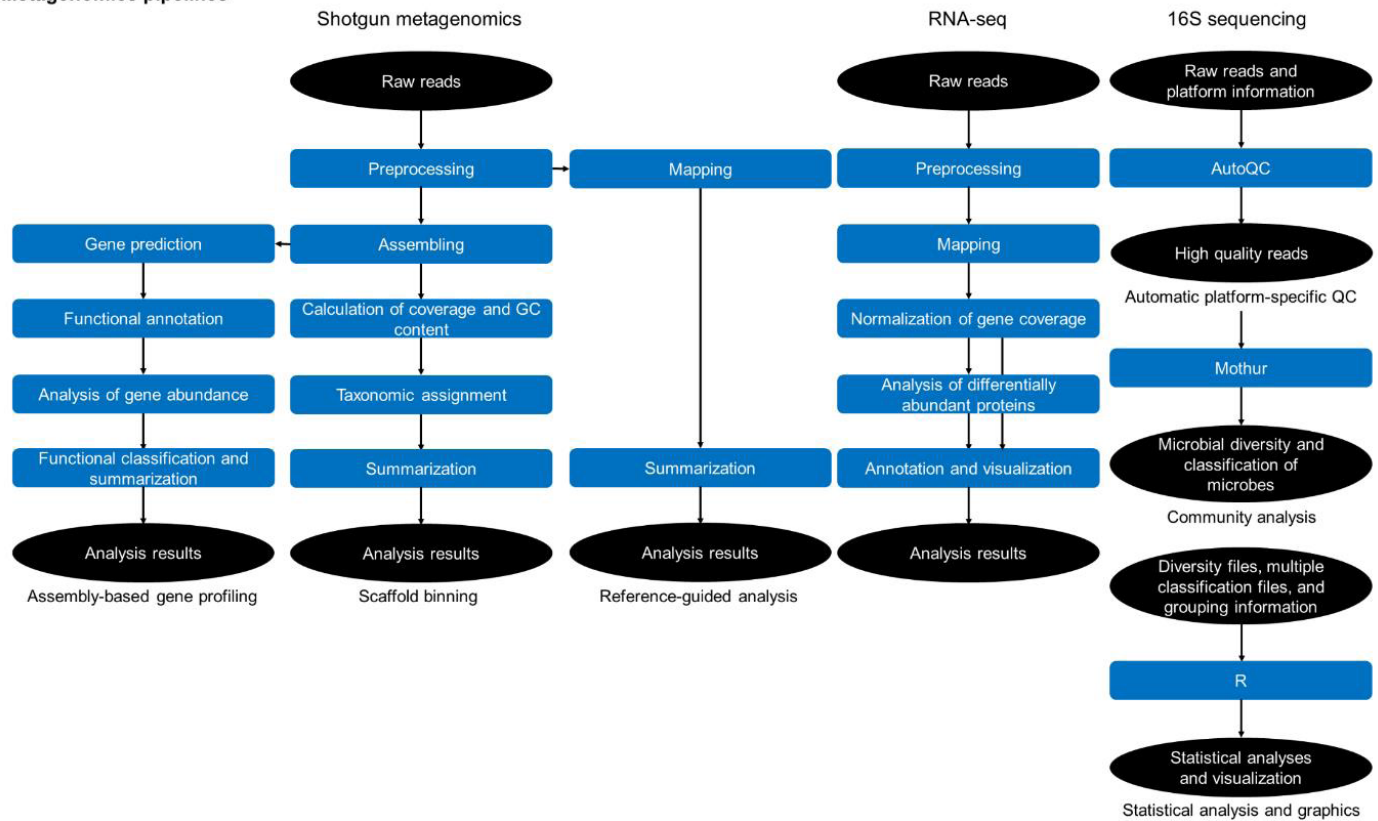 Metagenomics pipelines
Shotgun metagenomics
RNA-seq
16S sequencing
Raw reads
Raw reads
Raw reads and
platform information
Preprocessing
Mapping
Preprocessing
AutoQC
Gene prediction
Assembling
Mapping
High quality reads
Automatic platform-specific QC
Functional annotation
Calculation of coverage and GC
content
Normalization of gene coverage
Mothur
Analysis of gene abundance
Taxonomic assignment
Analysis of differentially
abundant proteins
Functional classification and
summarization
Summarization
Summarization
Annotation and visualization
Microbial diversity and
classification of
microbes
Community analysis
Analysis results
Analysis results
Analysis results
Analysis results
Assembly-based gene profiling
Scaffold binning
Reference-guided analysis
Diversity files, multiple
classification files, and
grouping information
R
Statistical analyses
and visualization
Statistical analysis and graphics